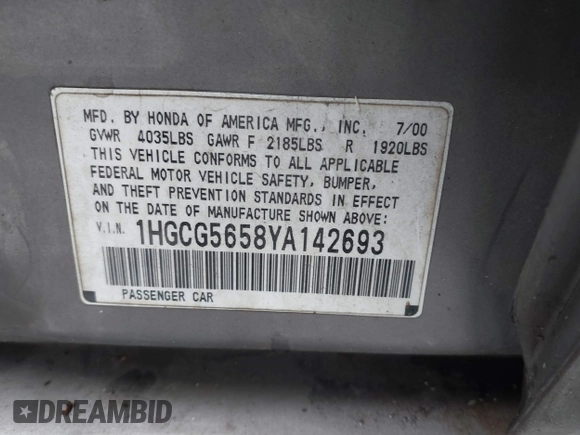 MFD. BY HONDA OF AMERICA MFG., INC. 7/00
GVWR 4035LBS GAWR F 2185LBS R 1920LBS
THIS VEHICLE CONFORMS TO ALL APPLICABLE
FEDERAL MOTOR VEHICLE SAFETY, BUMPER,
AND THEFT PREVENTION STANDARDS IN EFFECT
ON THE DATE OF MANUFACTURE SHOWN ABOVE.
V.I.N. 1HGCG5658YA142693
PASSENGER CAR
DREAMBID